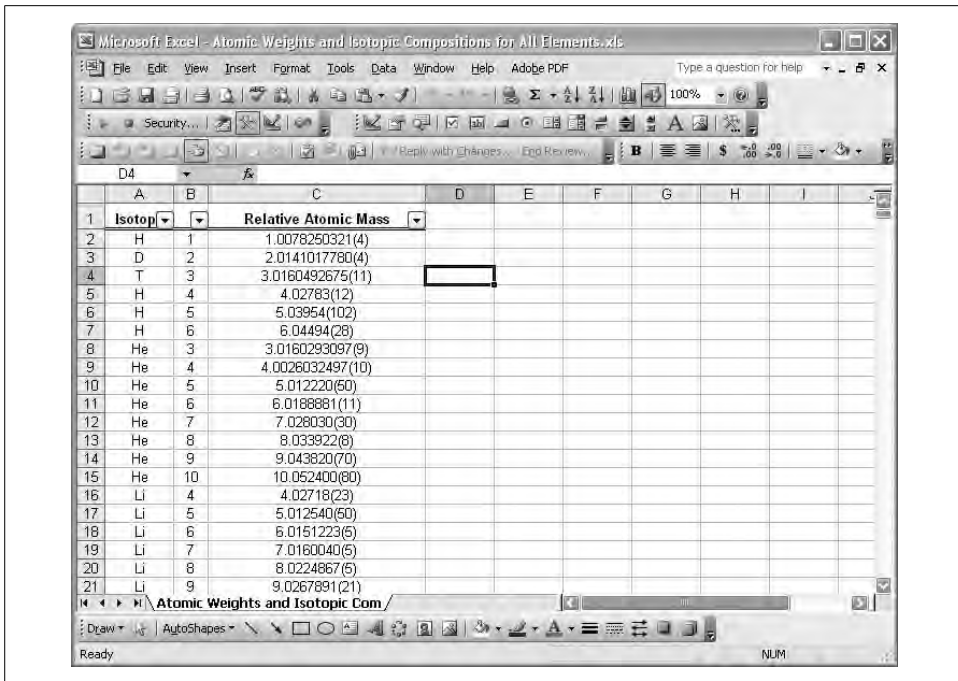 Microsoft Excel - Atomic Weights and Isotopic Compositions for All Elements.xls
File Edit View Insert Format Tools Data Window Help Adobe PDF Type a question for help
100%
Security...
Reply with Changes... End Review...
B $
D4 fx
A B C D E F G H I
1 Isotop Relative Atomic Mass
2 H 1 1.0078250321(4)
3 D 2 2.0141017780(4)
4 T 3 3.0160492675(11)
5 H 4 4.02783(12)
6 H 5 5.03954(102)
7 H 6 6.04494(28)
8 He 3 3.0160293097(9)
9 He 4 4.0026032497(10)
10 He 5 5.012220(50)
11 He 6 6.0188881(11)
12 He 7 7.028030(30)
13 He 8 8.033922(8)
14 He 9 9.043820(70)
15 He 10 10.052400(80)
16 Li 4 4.02718(23)
17 Li 5 5.012540(50)
18 Li 6 6.0151223(5)
19 Li 7 7.0160040(5)
20 Li 8 8.0224867(5)
21 Li 9 9.0267891(21)
Atomic Weights and Isotopic Com
Draw AutoShapes
Ready NUM